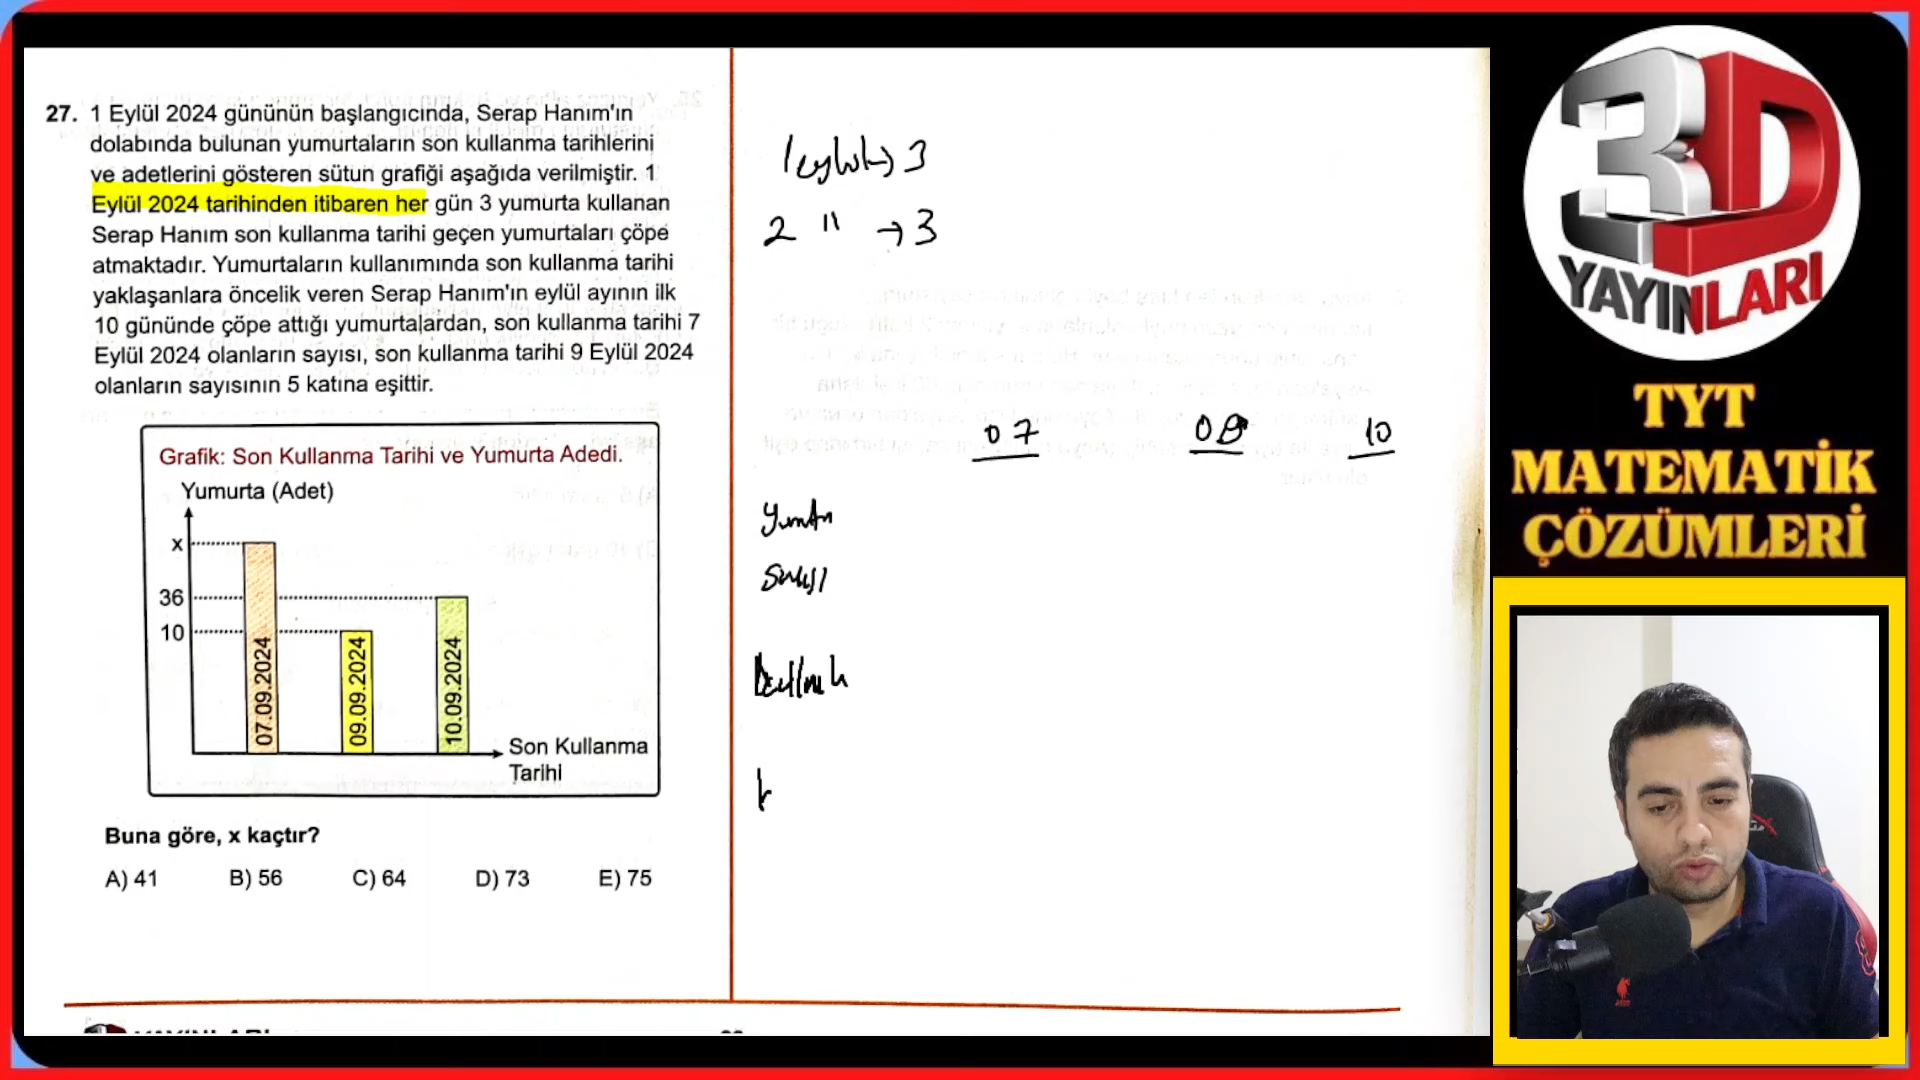 27. 1 Eylül 2024 gününün başlangıcında, Serap Hanım'ın
dolabında bulunan yumurtaların son kullanma tarihlerini
ve adetlerini gösteren sütun grafiği aşağıda verilmiştir. 1
Eylül 2024 tarihinden itibaren her gün 3 yumurta kullanan
Serap Hanım son kullanma tarihi geçen yumurtaları çöpe
atmaktadır. Yumurtaların kullanımında son kullanma tarihi
yaklaşanlara öncelik veren Serap Hanım'ın eylül ayının ilk
10 gününde çöpe attığı yumurtalardan, son kullanma tarihi 7
Eylül 2024 olanların sayısı, son kullanma tarihi 9 Eylül 2024
olanların sayısının 5 katına eşittir.
Grafik: Son Kullanma Tarihi ve Yumurta Adedi.
Yumurta (Adet)
x
36
10
07.09.2024
09.09.2024
10.09.2024
Son Kullanma
Tarihi
Buna göre, x kaçtır?
A) 41 B) 56 C) 64 D) 73 E) 75
1 eylül → 3
2 " → 3
07 09 10
3D
YAYINLARI
TYT
MATEMATİK
ÇÖZÜMLERİ